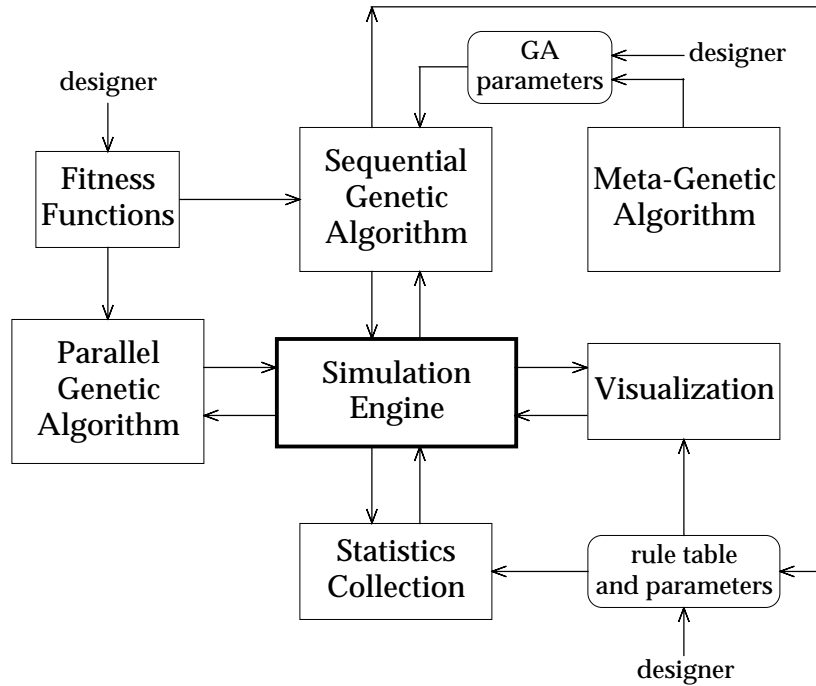 GA
parameters
designer
designer
Fitness
Functions
Sequential
Genetic
Algorithm
Meta-Genetic
Algorithm
Parallel
Genetic
Algorithm
Simulation
Engine
Visualization
Statistics
Collection
rule table
and parameters
designer